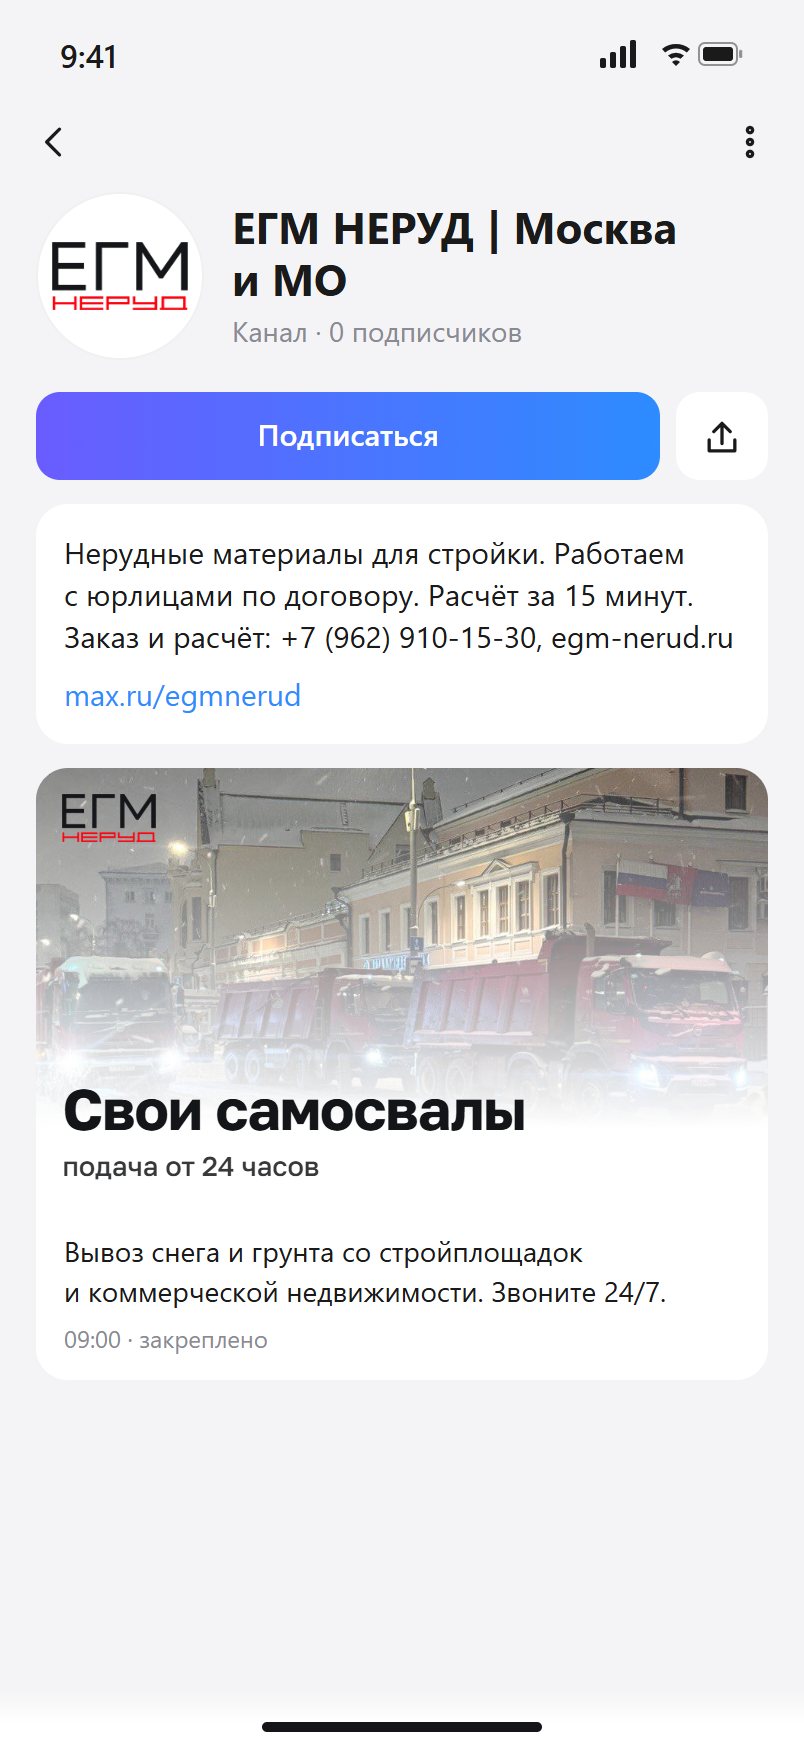 9:41
ЕГМ
НЕРУД
ЕГМ НЕРУД | Москва
и МО
Канал · 0 подписчиков
Подписаться
Нерудные материалы для стройки. Работаем
с юрлицами по договору. Расчёт за 15 минут.
Заказ и расчёт: +7 (962) 910-15-30, egm-nerud.ru
max.ru/egmnerud
ЕГМ
НЕРУД
Свои самосвалы
подача от 24 часов
Вывоз снега и грунта со стройплощадок
и коммерческой недвижимости. Звоните 24/7.
09:00 · закреплено